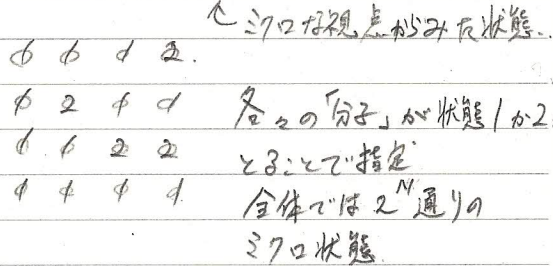 ↑ミクロな視点からみた状態.
1 1 1 2.
1 2 1 1 各々の「分子」が状態1か2
1 1 2 2 とることで指定
1 1 1 1 全体では2^N通りの
ミクロ状態